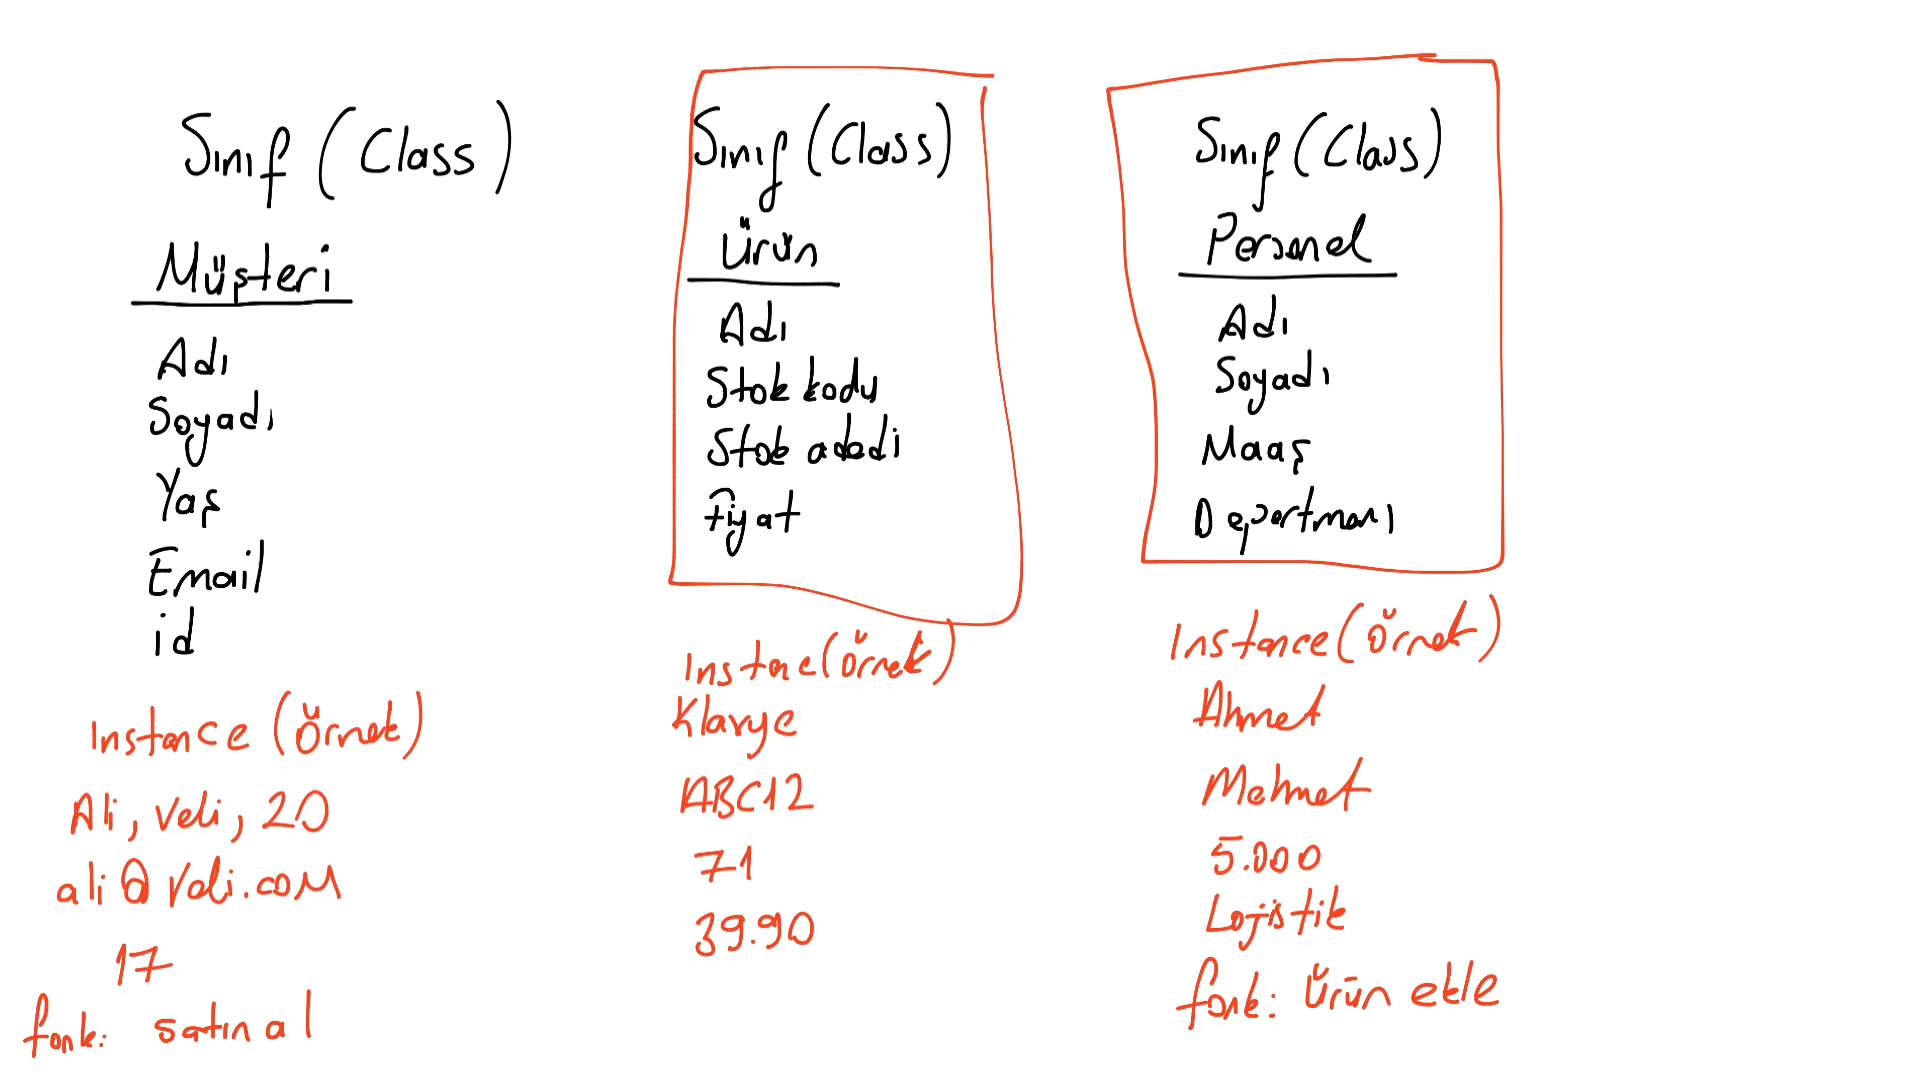 Sınıf (Class)
Müşteri
Adı
Soyadı
Yaş
Email
id
Instance (Örnek)
Ali, Veli, 20
ali@veli.com
17
fonk: satın al
Sınıf (Class)
Ürün
Adı
Stok kodu
Stok adedi
Fiyat
Instace (Örnek)
Klavye
ABC12
71
39.90
Sınıf (Class)
Personel
Adı
Soyadı
Maaş
Departmanı
Instance (Örnek)
Ahmet
Mehmet
5.000
Lojistik
fonk: Ürün ekle